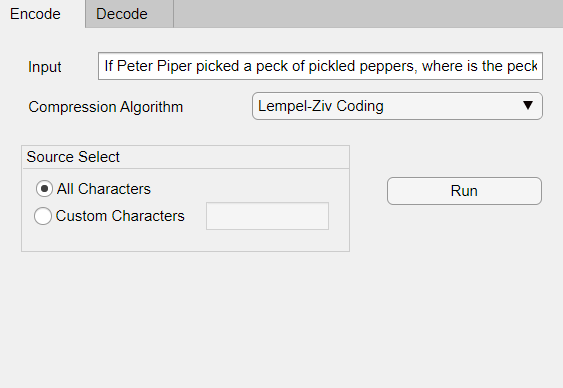 Encode Decode
Input If Peter Piper picked a peck of pickled peppers, where is the peck
Compression Algorithm Lempel-Ziv Coding
Source Select
All Characters
Run
Custom Characters